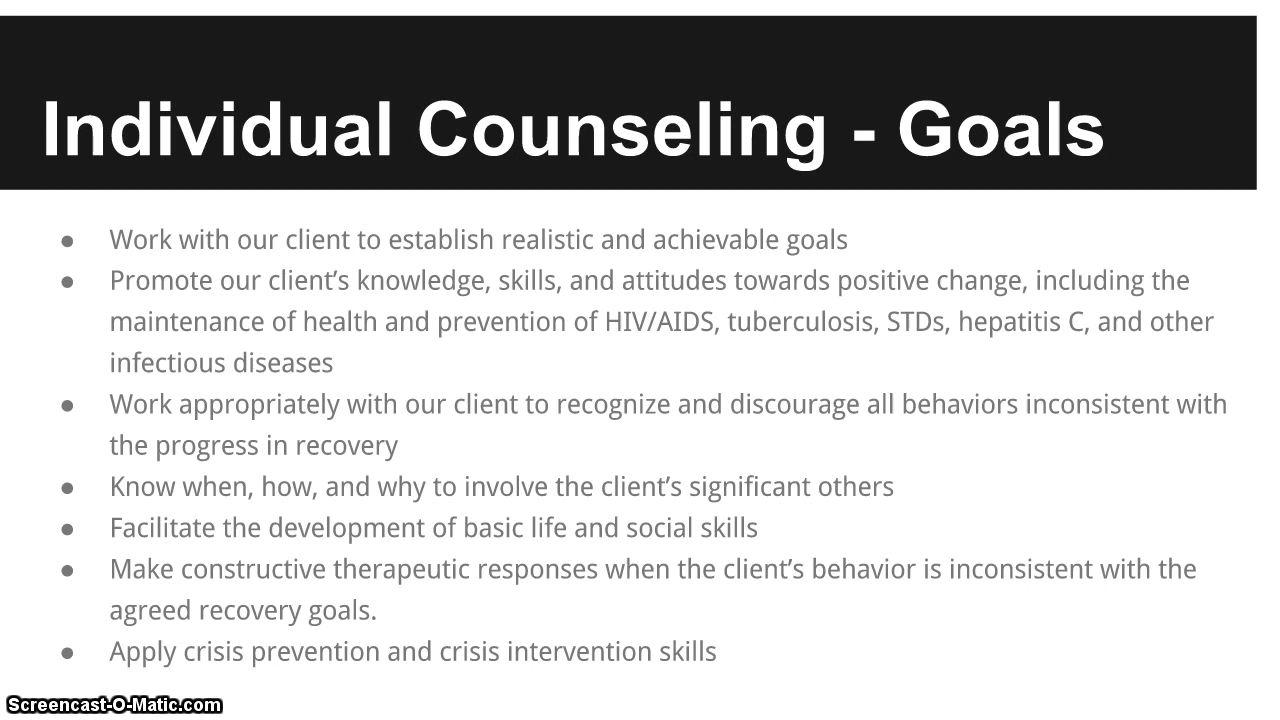 Individual Counseling - Goals
● Work with our client to establish realistic and achievable goals
● Promote our client’s knowledge, skills, and attitudes towards positive change, including the
maintenance of health and prevention of HIV/AIDS, tuberculosis, STDs, hepatitis C, and other
infectious diseases
● Work appropriately with our client to recognize and discourage all behaviors inconsistent with
the progress in recovery
● Know when, how, and why to involve the client’s significant others
● Facilitate the development of basic life and social skills
● Make constructive therapeutic responses when the client’s behavior is inconsistent with the
agreed recovery goals.
● Apply crisis prevention and crisis intervention skills
Screencast-O-Matic.com